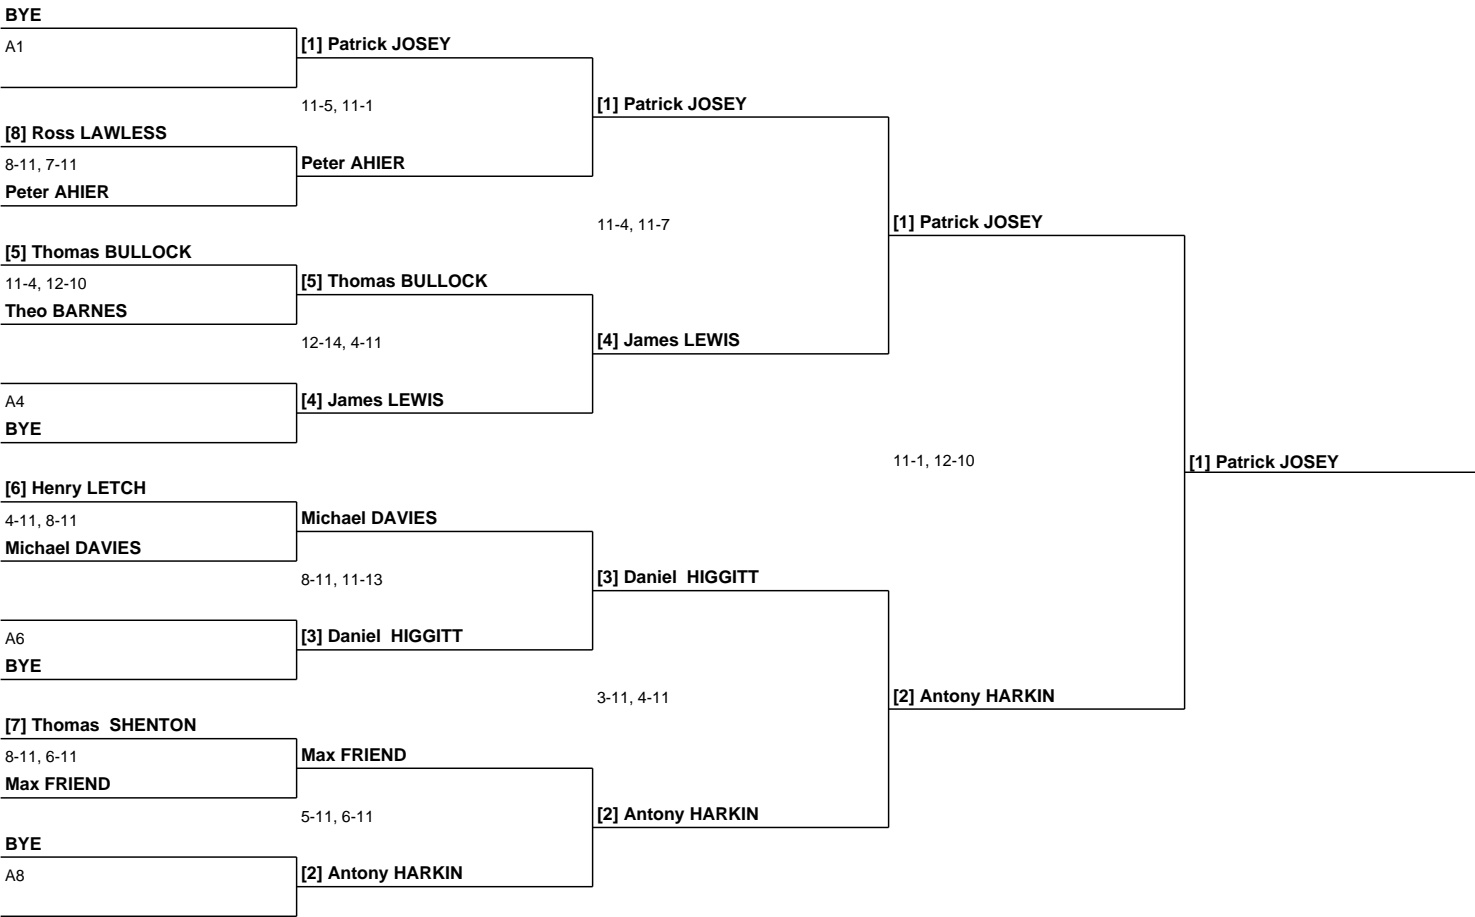 BYE
A1
[1] Patrick JOSEY
11-5, 11-1
[1] Patrick JOSEY
[8] Ross LAWLESS
8-11, 7-11
Peter AHIER
Peter AHIER
11-4, 11-7
[1] Patrick JOSEY
[5] Thomas BULLOCK
11-4, 12-10
[5] Thomas BULLOCK
Theo BARNES
12-14, 4-11
[4] James LEWIS
A4
[4] James LEWIS
BYE
11-1, 12-10
[1] Patrick JOSEY
[6] Henry LETCH
4-11, 8-11
Michael DAVIES
Michael DAVIES
8-11, 11-13
[3] Daniel  HIGGITT
A6
[3] Daniel  HIGGITT
BYE
3-11, 4-11
[2] Antony HARKIN
[7] Thomas  SHENTON
8-11, 6-11
Max FRIEND
Max FRIEND
5-11, 6-11
[2] Antony HARKIN
BYE
A8
[2] Antony HARKIN